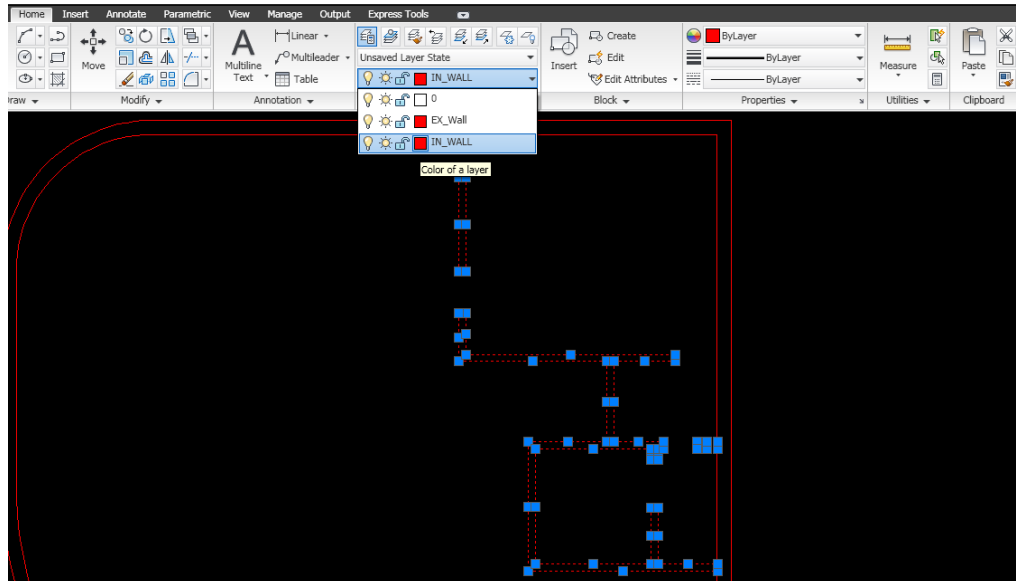 Home Insert Annotate Parametric View Manage Output Express Tools
Linear Create ByLayer
Move Multiline Text Multileader Unsaved Layer State Insert Edit ByLayer Measure Paste
Table IN_WALL Edit Attributes ByLayer
raw Modify Annotation Block Properties Utilities Clipboard
0
EX_Wall
IN_WALL
Color of a layer